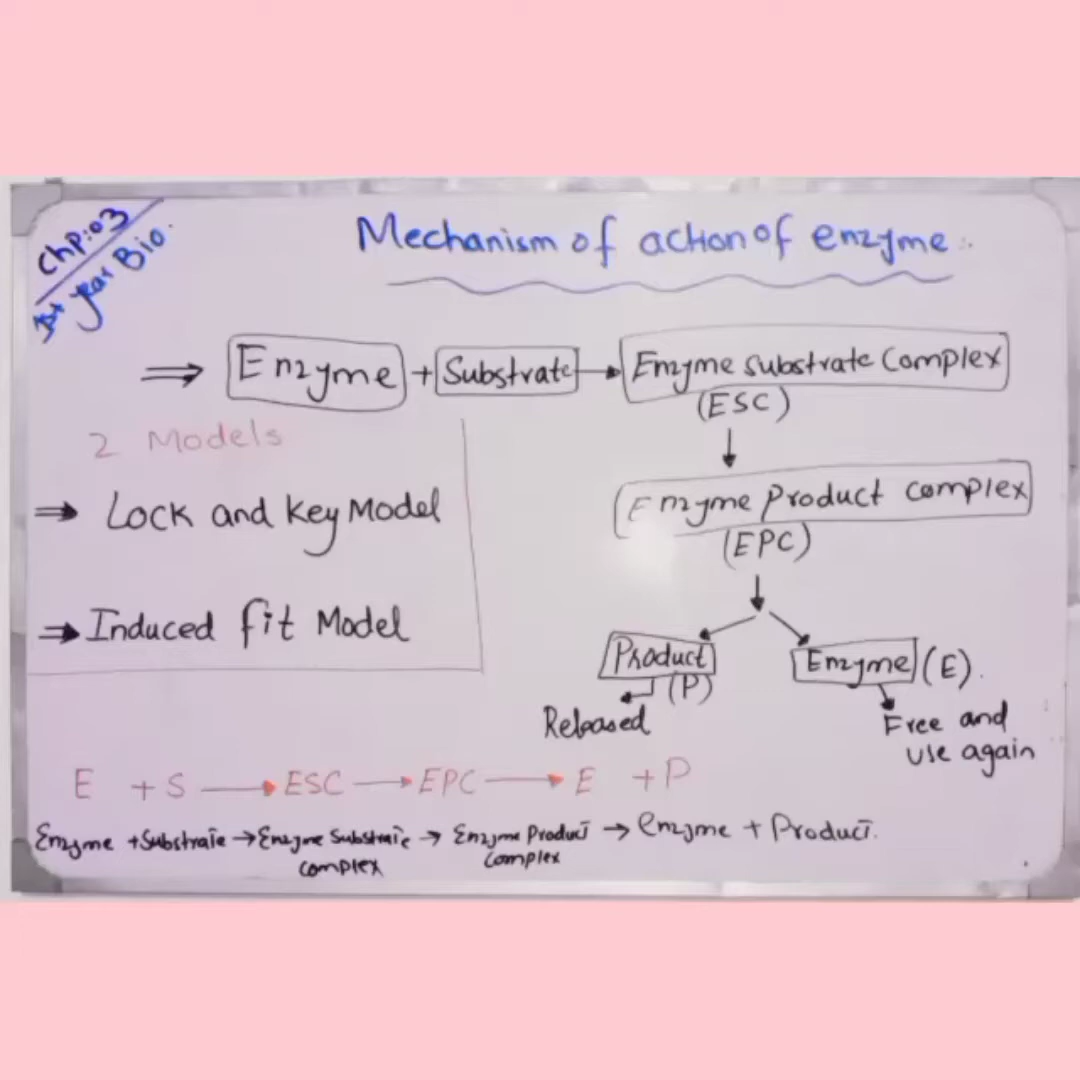 Chp:03
1st year Bio.
Mechanism of action of enzyme.
⇒ Enzyme + Substrate → Enzyme substrate complex
(ESC)
↓
Enzyme Product complex
(EPC)
↓
Product Enzyme (E).
(P)
Released
Free and
use again
2 Models
⇒ Lock and key Model
⇒ Induced fit Model
E + S → ESC → EPC → E + P
Enzyme + Substrate → Enzyme Substrate complex → Enzyme Product complex → enzyme + Product.